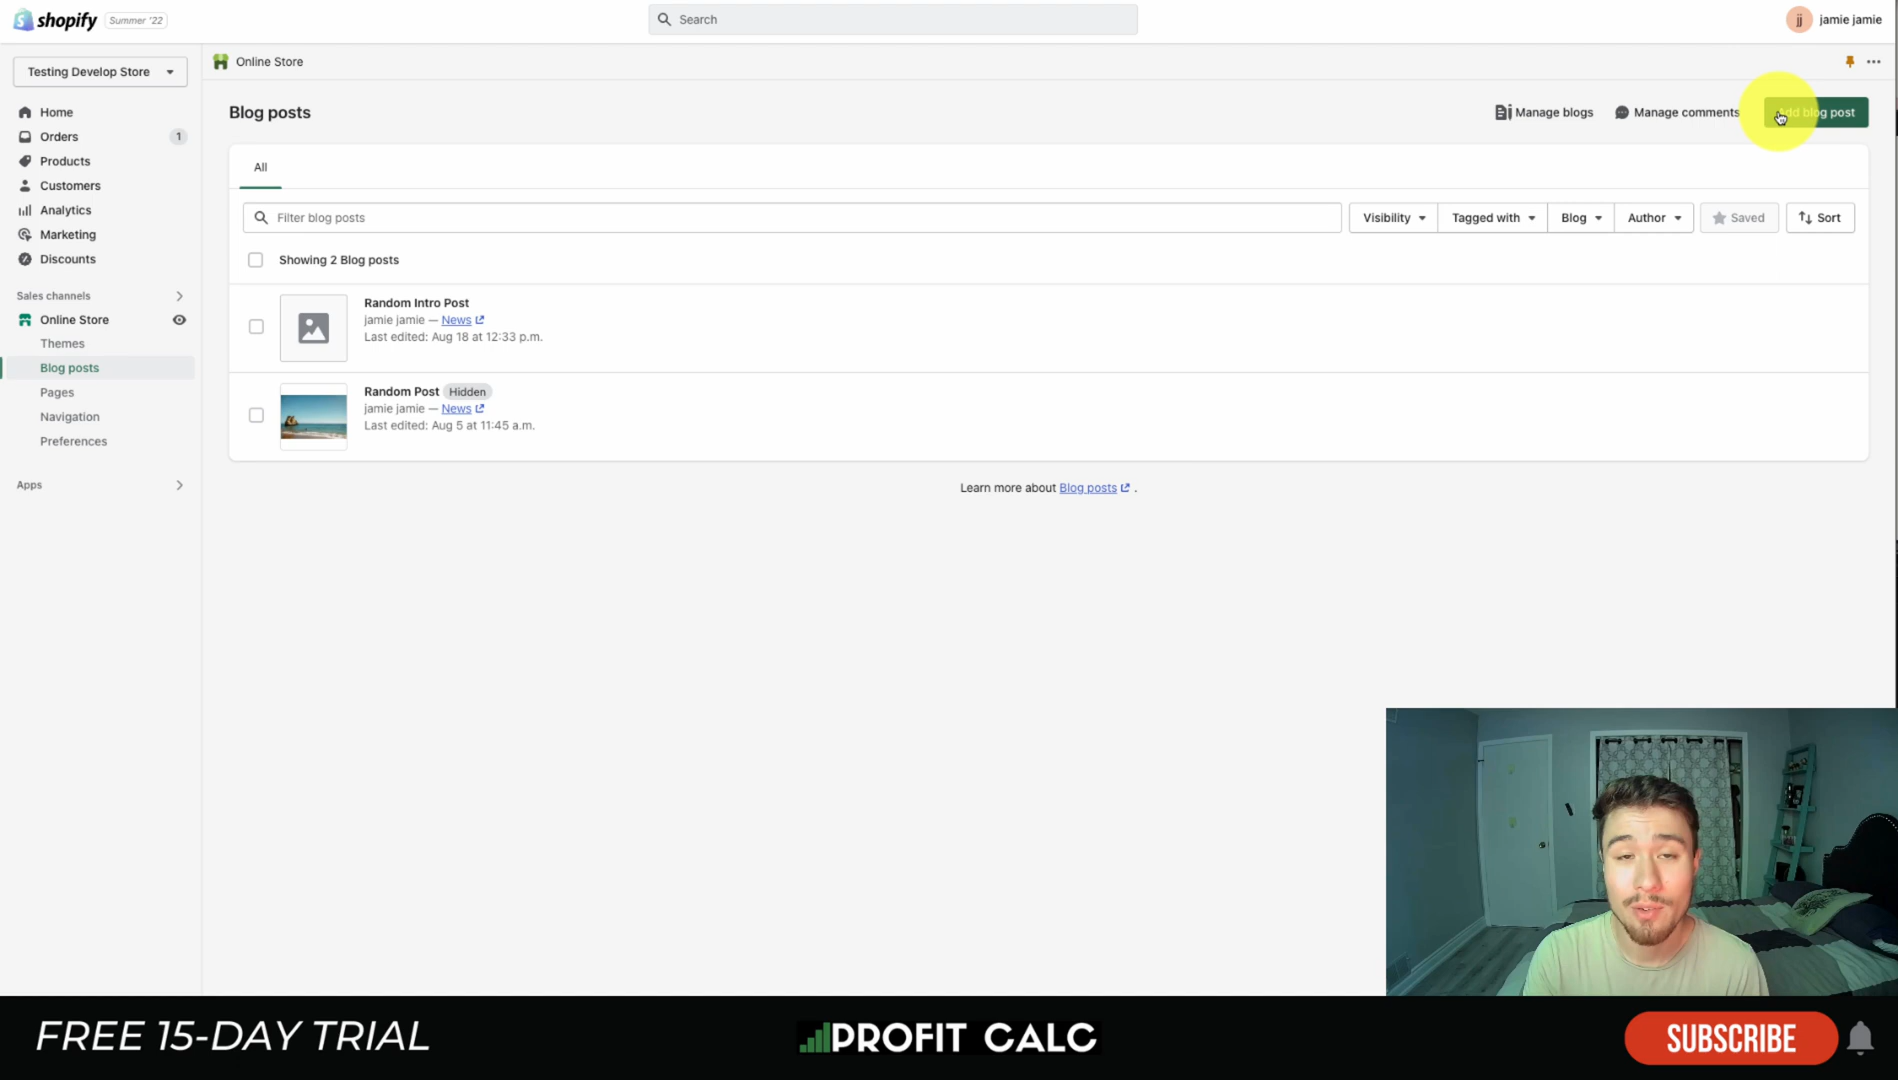 shopify Summer '22
Search
jj jamie jamie
Testing Develop Store
Online Store
Home
Orders 1
Products
Customers
Analytics
Marketing
Discounts
Sales channels
Online Store
Themes
Blog posts
Pages
Navigation
Preferences
Apps
Blog posts
Manage blogs
Manage comments
Add blog post
All
Filter blog posts
Visibility
Tagged with
Blog
Author
Saved
Sort
Showing 2 Blog posts
Random Intro Post
jamie jamie — News
Last edited: Aug 18 at 12:33 p.m.
Random Post Hidden
jamie jamie — News
Last edited: Aug 5 at 11:45 a.m.
Learn more about Blog posts .
FREE 15-DAY TRIAL
PROFIT CALC
SUBSCRIBE